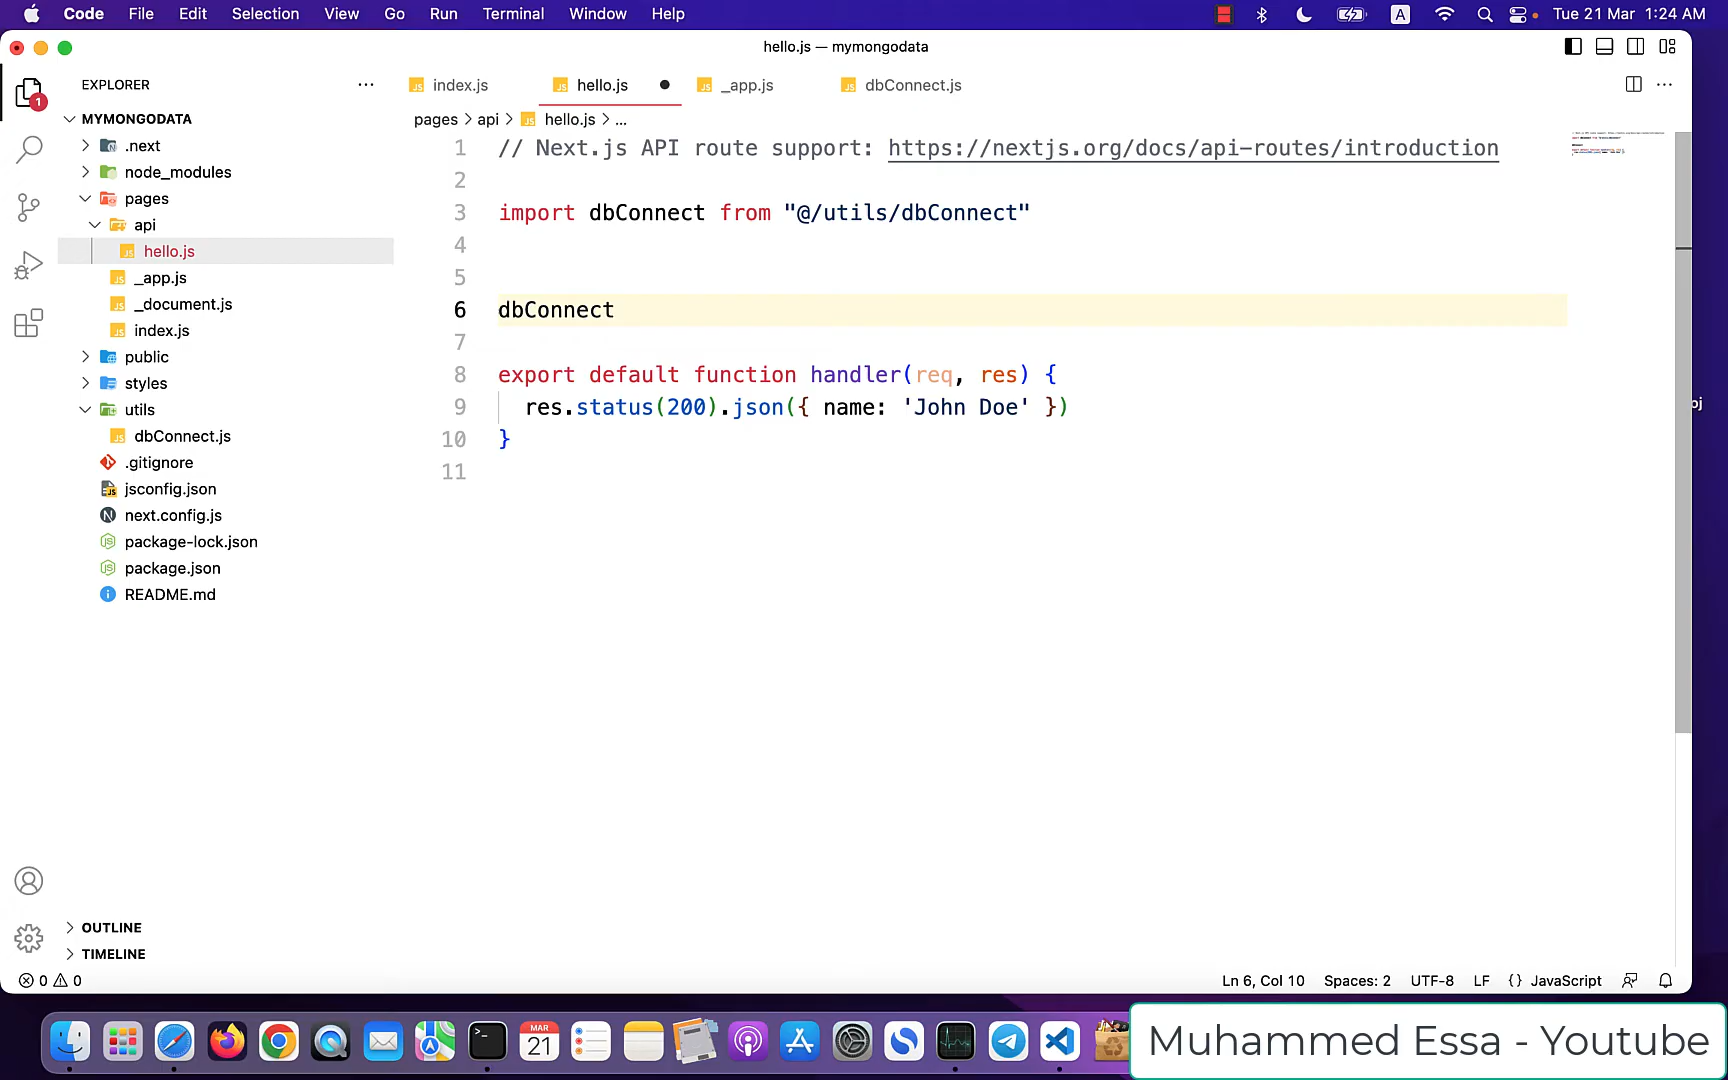 Code File Edit Selection View Go Run Terminal Window Help A Tue 21 Mar 1:24 AM
hello.js — mymongodata
EXPLORER
index.js hello.js _app.js dbConnect.js
pages > api > hello.js > ...
MYMONGODATA
.next
node_modules
pages
api
hello.js
_app.js
_document.js
index.js
public
styles
utils
dbConnect.js
.gitignore
jsconfig.json
next.config.js
package-lock.json
package.json
README.md
1 // Next.js API route support: https://nextjs.org/docs/api-routes/introduction
2
3 import dbConnect from "@/utils/dbConnect"
4
5
6 dbConnect
7
8 export default function handler(req, res) {
9 res.status(200).json({ name: 'John Doe' })
10 }
11
oj
1
OUTLINE
TIMELINE
0 0 Ln 6, Col 10 Spaces: 2 UTF-8 LF {} JavaScript
MAR
21
Muhammed Essa - Youtube